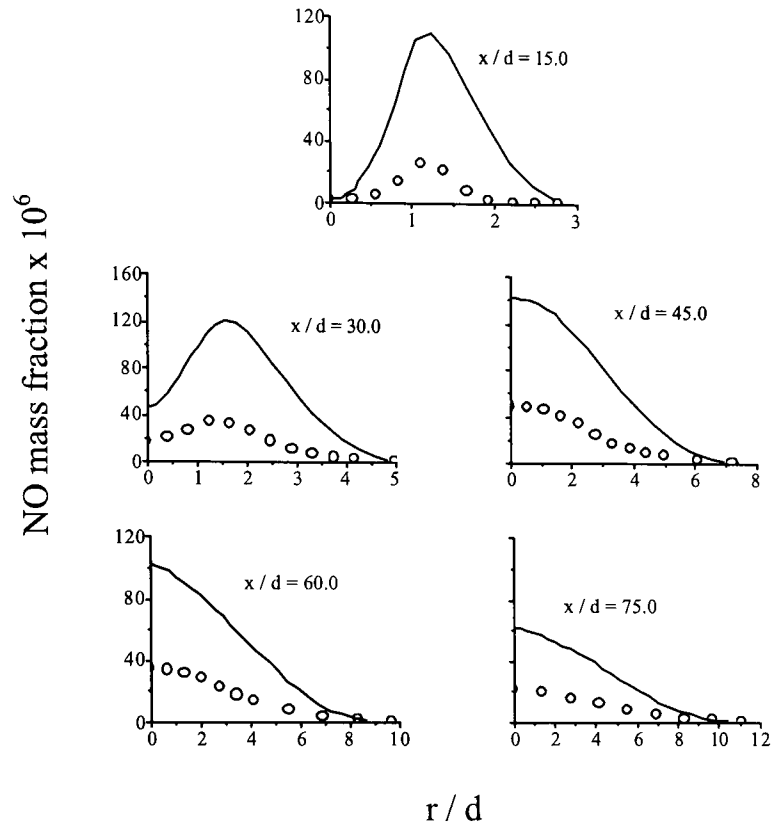 NO mass fraction x 10⁶
120
80
40
0
x / d = 15.0
0 1 2 3
160
120
80
40
0
x / d = 30.0
0 1 2 3 4 5
x / d = 45.0
0 2 4 6 8
120
80
40
0
x / d = 60.0
0 2 4 6 8 10
x / d = 75.0
0 2 4 6 8 10 12
r / d